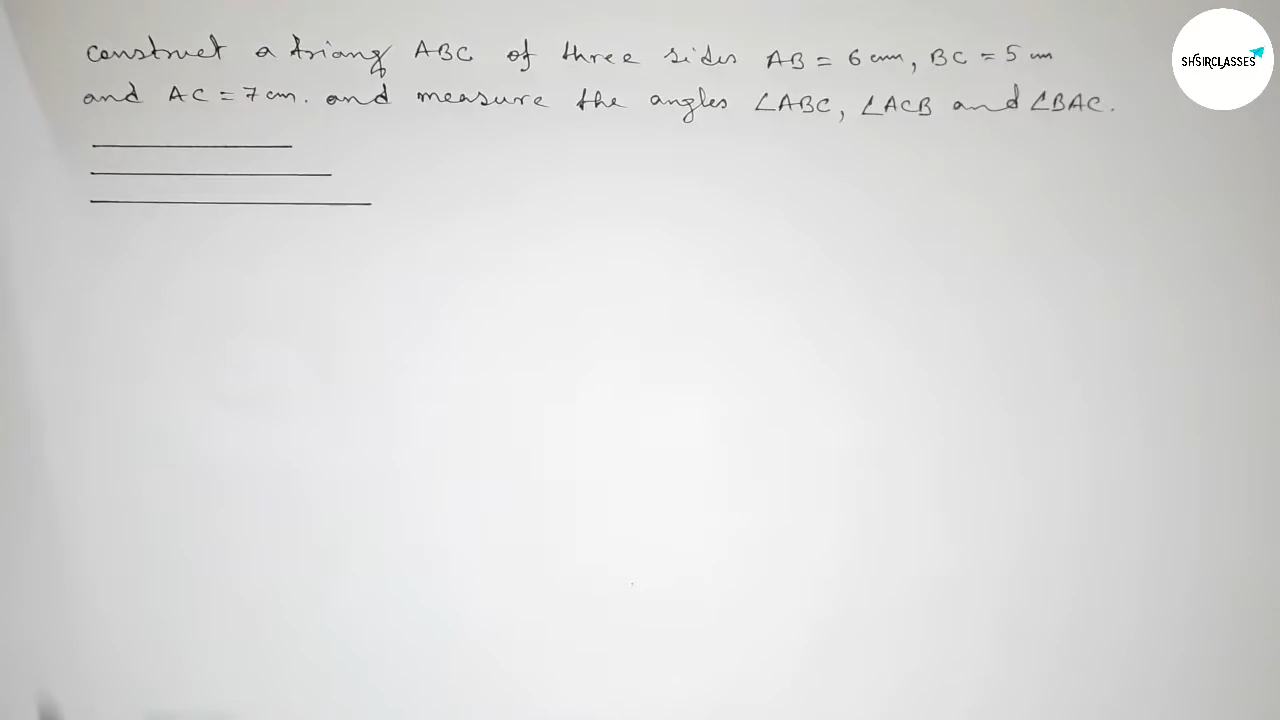 construct a triang ABC of three sides AB = 6 cm, BC = 5 cm
and AC = 7 cm. and measure the angles ∠ABC, ∠ACB and ∠BAC.
SHSIRCLASSES